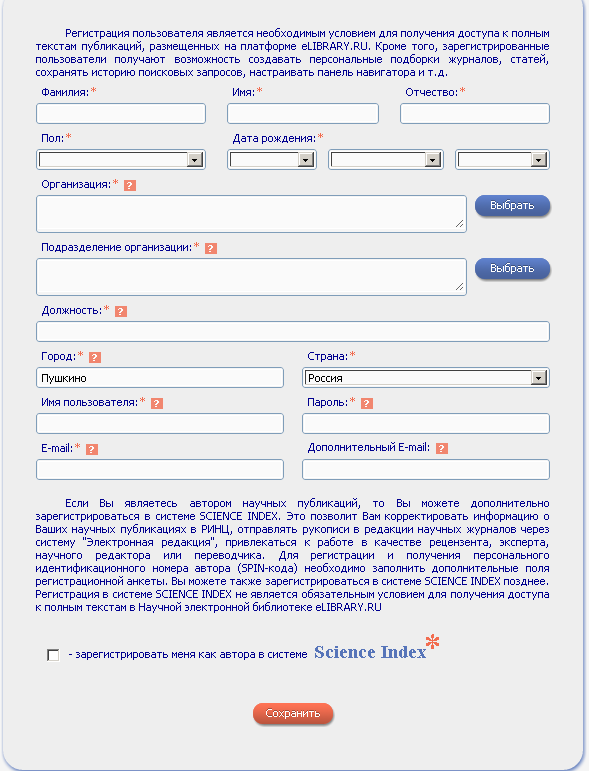 Регистрация пользователя является необходимым условием для получения доступа к полным
текстам публикаций, размещенных на платформе eLIBRARY.RU. Кроме того, зарегистрированные
пользователи получают возможность создавать персональные подборки журналов, статей,
сохранять историю поисковых запросов, настраивать панель навигатора и т.д.
Фамилия:* Имя:* Отчество:*
Пол:* Дата рождения:*
Организация:* ?
Выбрать
Подразделение организации:* ?
Выбрать
Должность:* ?
Город:* ? Страна:*
Пушкино Россия
Имя пользователя:* ? Пароль:* ?
E-mail:* ? Дополнительный E-mail: ?
Если Вы являетесь автором научных публикаций, то Вы можете дополнительно
зарегистрироваться в системе SCIENCE INDEX. Это позволит Вам корректировать информацию о
Ваших научных публикациях в РИНЦ, отправлять рукописи в редакции научных журналов через
систему "Электронная редакция", привлекаться к работе в качестве рецензента, эксперта,
научного редактора или переводчика. Для регистрации и получения персонального
идентификационного номера автора (SPIN-кода) необходимо заполнить дополнительные поля
регистрационной анкеты. Вы можете также зарегистрироваться в системе SCIENCE INDEX позднее.
Регистрация в системе SCIENCE INDEX не является обязательным условием для получения доступа
к полным текстам в Научной электронной библиотеке eLIBRARY.RU
- зарегистрировать меня как автора в системе Science Index*
Сохранить